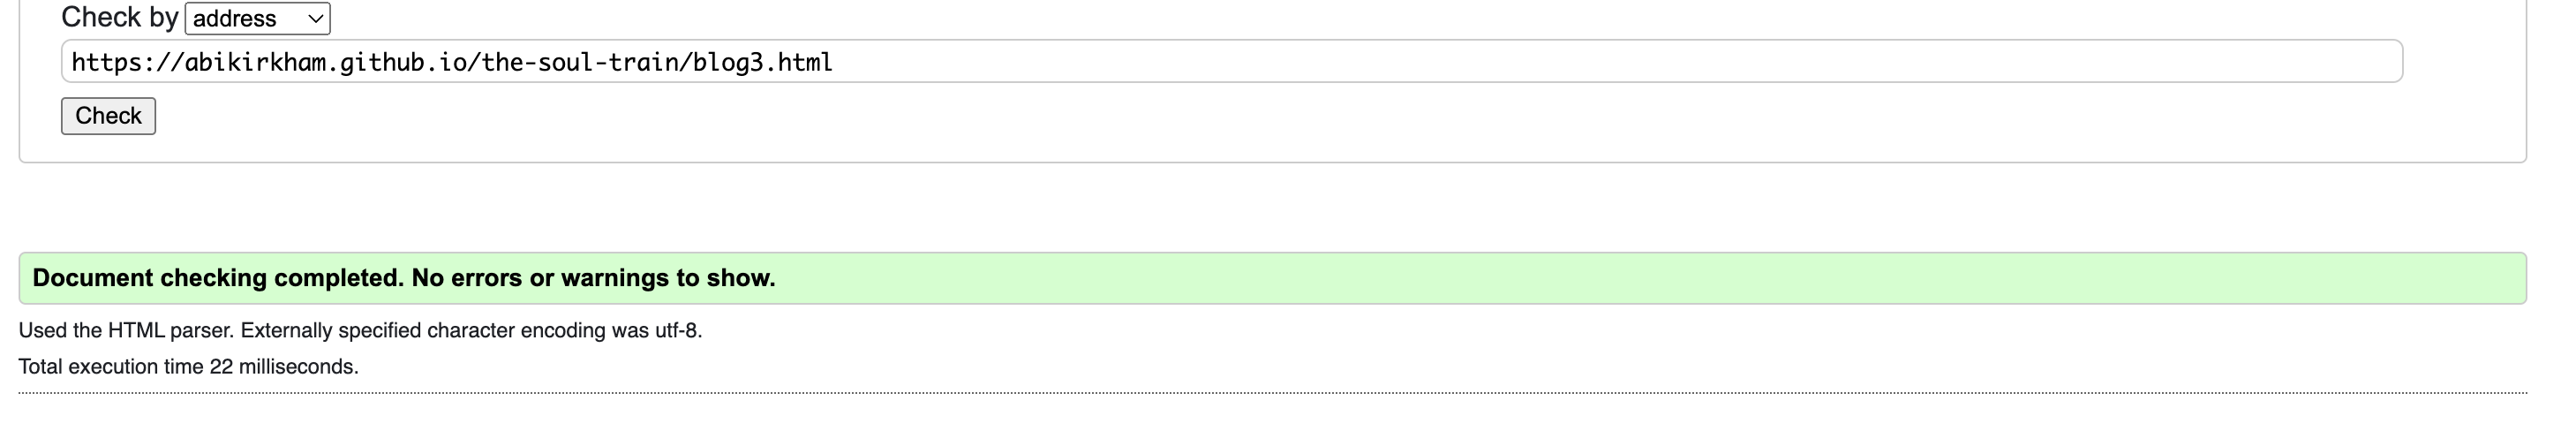 Check by address
https://abikirkham.github.io/the-soul-train/blog3.html
Check
Document checking completed. No errors or warnings to show.
Used the HTML parser. Externally specified character encoding was utf-8.
Total execution time 22 milliseconds.